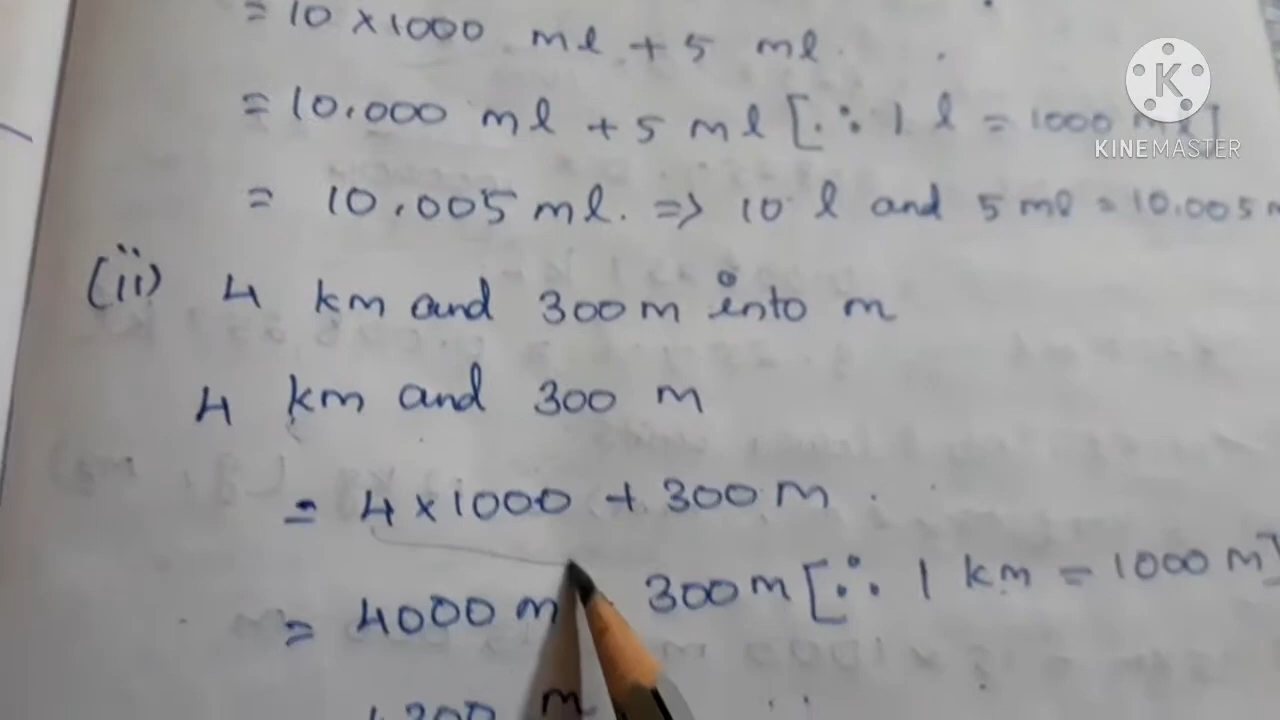 = 10 × 1000 ml + 5 ml.
= 10.000 ml + 5 ml [∵ 1 l = 1000 ml]
= 10.005 ml. => 10 l and 5 ml = 10.005
(ii) 4 km and 300 m into m
4 km and 300 m
= 4 × 1000 + 300 m
= 4000 m 300 m [∴ 1 km = 1000 m]
4300 m
K
KINEMASTER